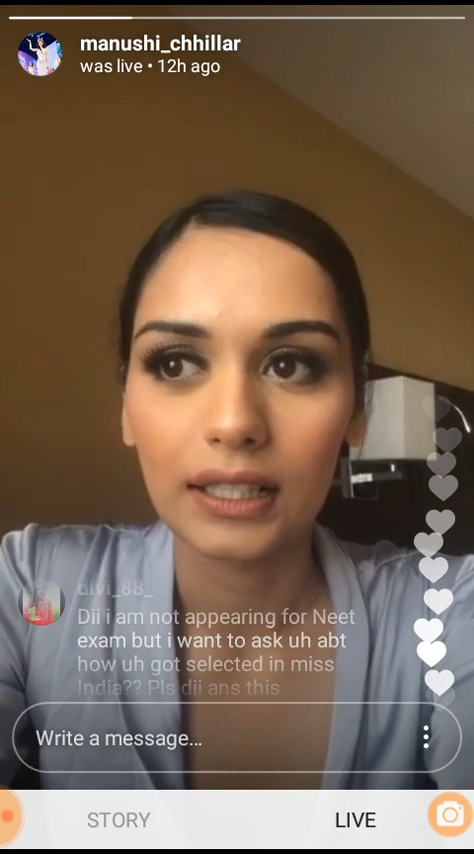 manushi_chhillar
was live • 12h ago
divi_88_
Dii i am not appearing for Neet
exam but i want to ask uh abt
how uh got selected in miss
India?? Pls dii ans this
Write a message...
STORY LIVE